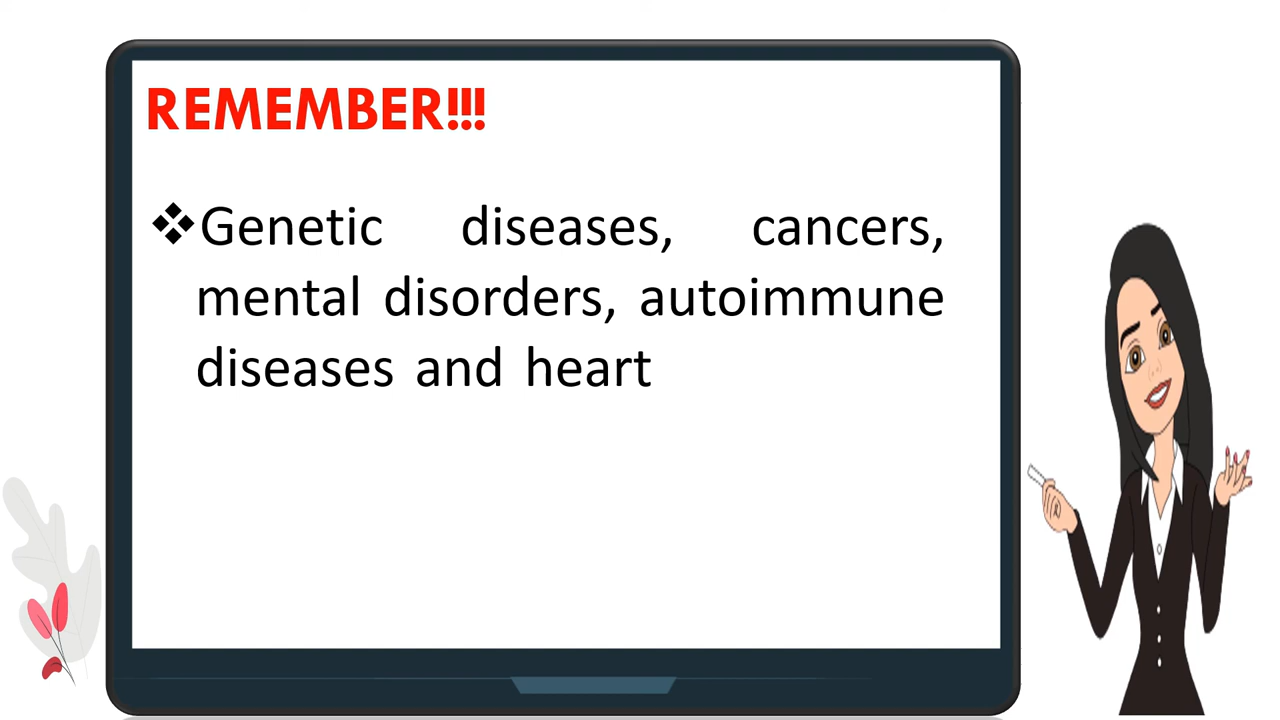 REMEMBER!!!
❖Genetic diseases, cancers,
mental disorders, autoimmune
diseases and heart